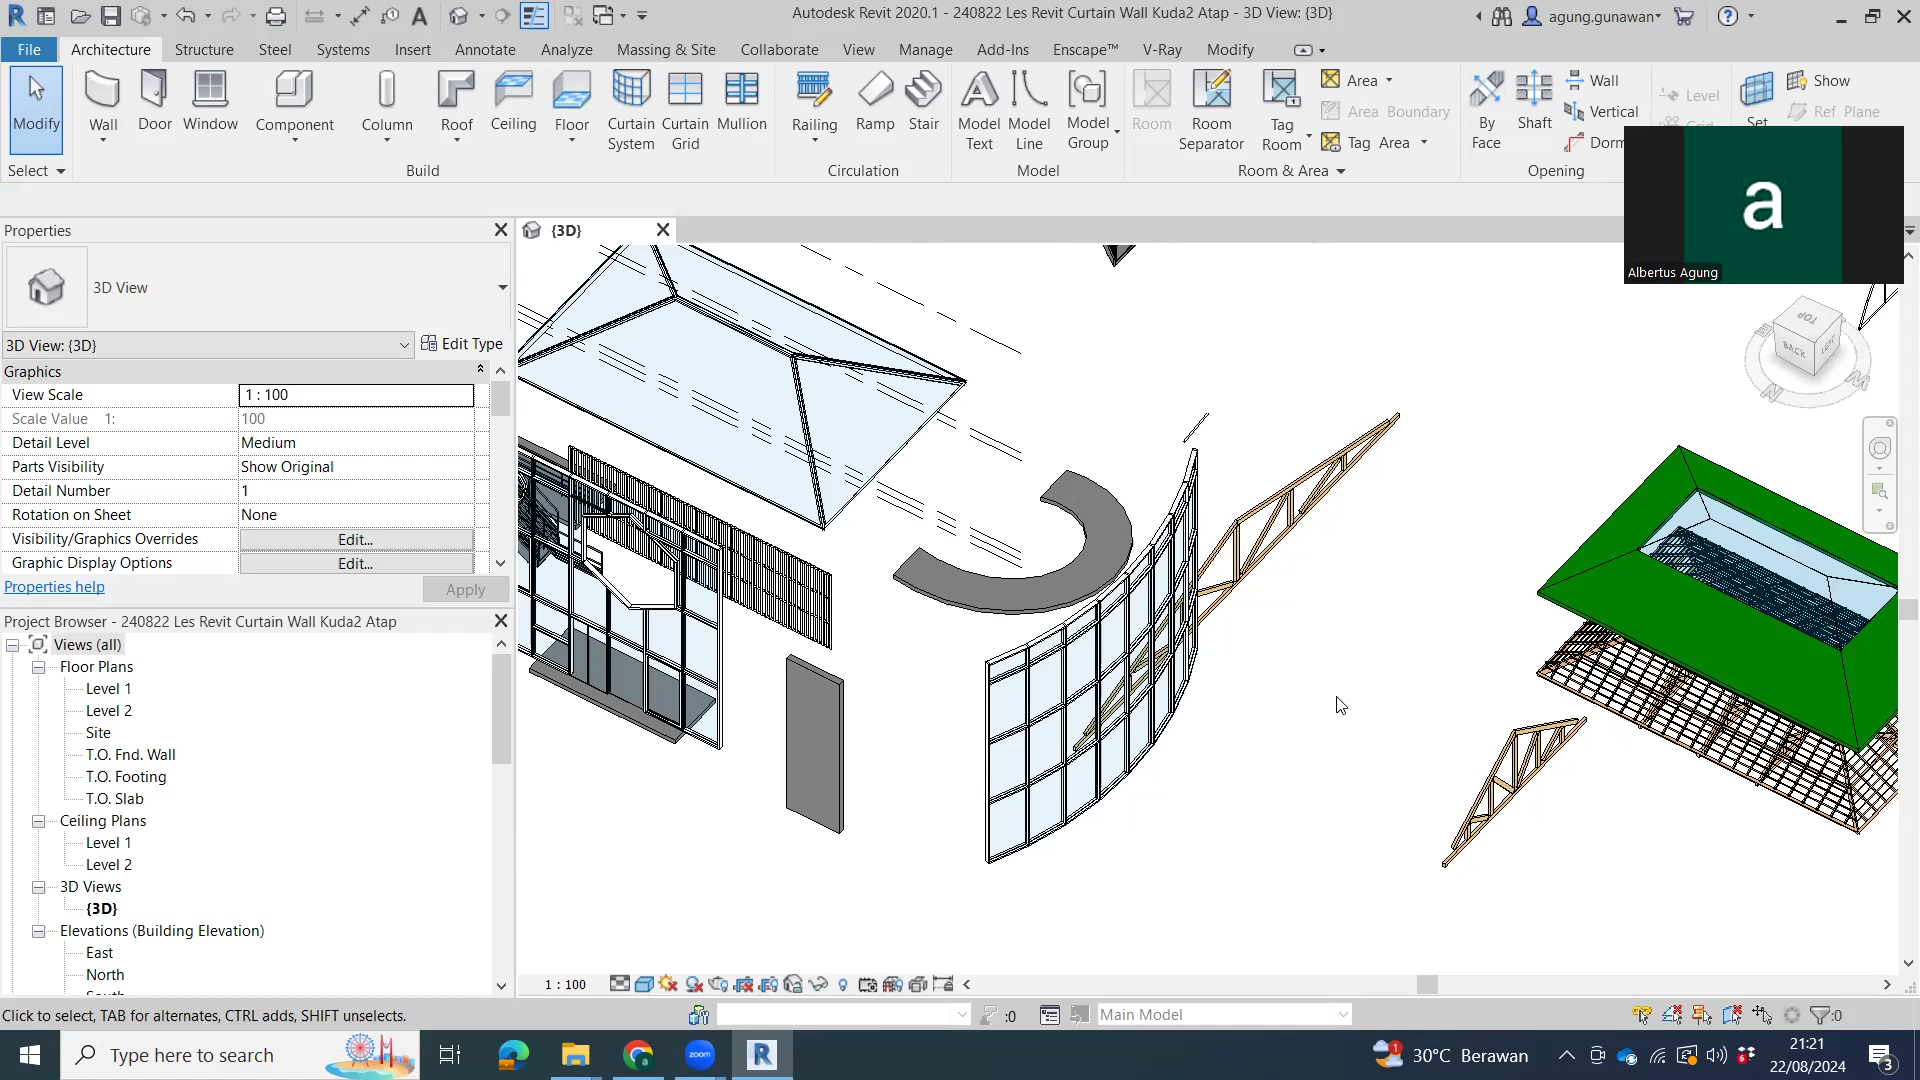 Autodesk Revit 2020.1 - 240822 Les Revit Curtain Wall Kuda2 Atap - 3D View: {3D}
agung.gunawan
File Architecture Structure Steel Systems Insert Annotate Analyze Massing & Site Collaborate View Manage Add-Ins Enscape™ V-Ray Modify
Modify
Wall
Door
Window
Component
Column
Roof
Ceiling
Floor
Curtain System
Curtain Grid
Mullion
Railing
Ramp
Stair
Model Text
Model Line
Model Group
Room
Room Separator
Tag Room
Area
Area Boundary
Tag Area
By Face
Shaft
Wall
Vertical
Level
Set
Show
Ref Plane
Select
Build
Circulation
Model
Room & Area
Opening
a
Albertus Agung
Properties
{3D}
3D View
3D View: {3D}
Edit Type
Graphics
View Scale 1 : 100
Scale Value 1: 100
Detail Level Medium
Parts Visibility Show Original
Detail Number 1
Rotation on Sheet None
Visibility/Graphics Overrides Edit...
Graphic Display Options Edit...
Properties help
Apply
Project Browser - 240822 Les Revit Curtain Wall Kuda2 Atap
Views (all)
Floor Plans
Level 1
Level 2
Site
T.O. Fnd. Wall
T.O. Footing
T.O. Slab
Ceiling Plans
Level 1
Level 2
3D Views
{3D}
Elevations (Building Elevation)
East
North
TOP
BACK
1 : 100
Click to select, TAB for alternates, CTRL adds, SHIFT unselects.
:0
Main Model
:0
Type here to search
zoom
R
30°C Berawan
21:21
22/08/2024
3